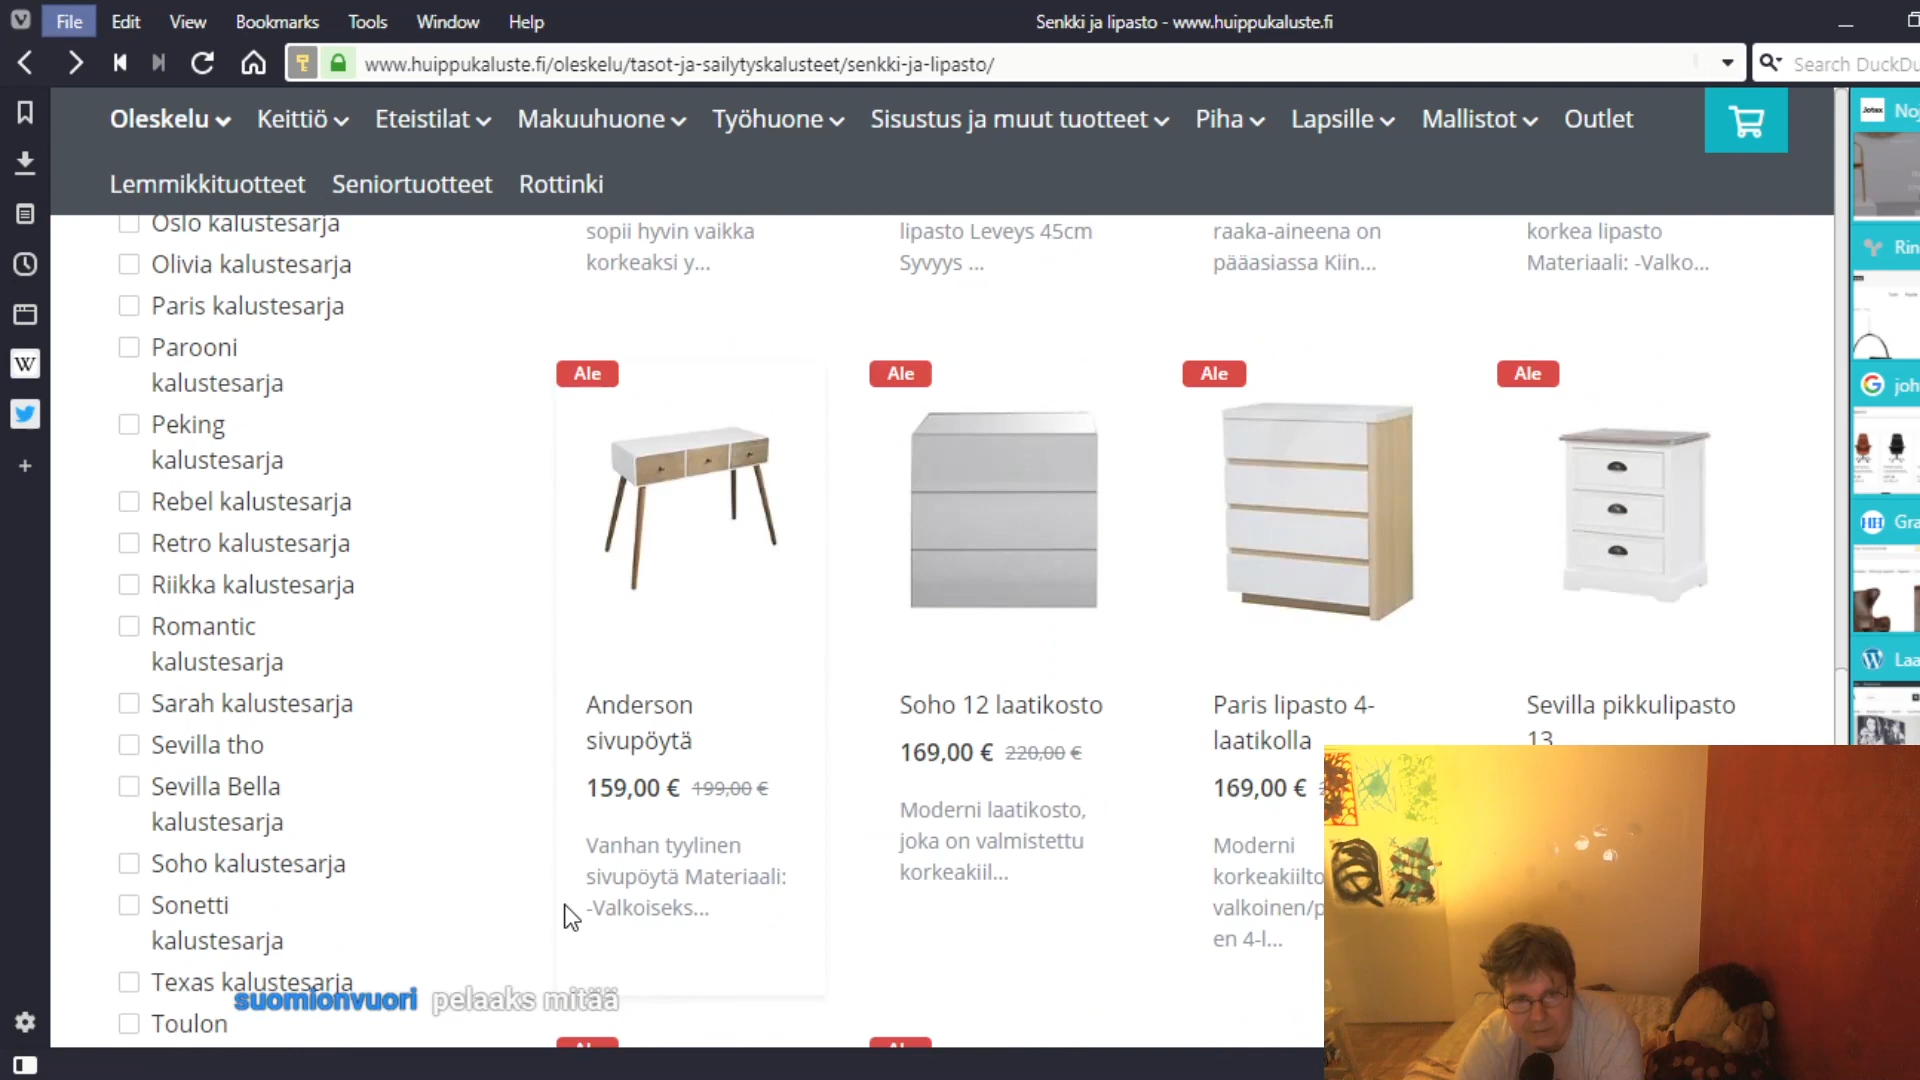 File Edit View Bookmarks Tools Window Help
Senkki ja lipasto - www.huippukaluste.fi
www.huippukaluste.fi/oleskelu/tasot-ja-sailytyskalusteet/senkki-ja-lipasto/
Search DuckDu
Oleskelu Keittiö Eteistilat Makuuhuone Työhuone Sisustus ja muut tuotteet Piha Lapsille Mallistot Outlet
Lemmikkituotteet Seniortuotteet Rottinki
Oslo kalustesarja
Olivia kalustesarja
Paris kalustesarja
Parooni
kalustesarja
Peking
kalustesarja
Rebel kalustesarja
Retro kalustesarja
Riikka kalustesarja
Romantic
kalustesarja
Sarah kalustesarja
Sevilla tho
Sevilla Bella
kalustesarja
Soho kalustesarja
Sonetti
kalustesarja
Texas kalustesarja
Toulon
sopii hyvin vaikka
korkeaksi y...
lipasto Leveys 45cm
Syvyys ...
raaka-aineena on
pääasiassa Kiin...
korkea lipasto
Materiaali: -Valko...
Ale
Anderson
sivupöytä
159,00 € 199,00 €
Vanhan tyylinen
sivupöytä Materiaali:
-Valkoiseks...
Ale
Soho 12 laatikosto
169,00 € 220,00 €
Moderni laatikosto,
joka on valmistettu
korkeakiil...
Ale
Paris lipasto 4-
laatikolla
169,00 €
Moderni
korkeakiilto
valkoinen/p
en 4-l...
Ale
Sevilla pikkulipasto
13
suomionvuori pelaaks mitää
Jotex
Noj
Rin
G joh
HH Gra
W Laa
W